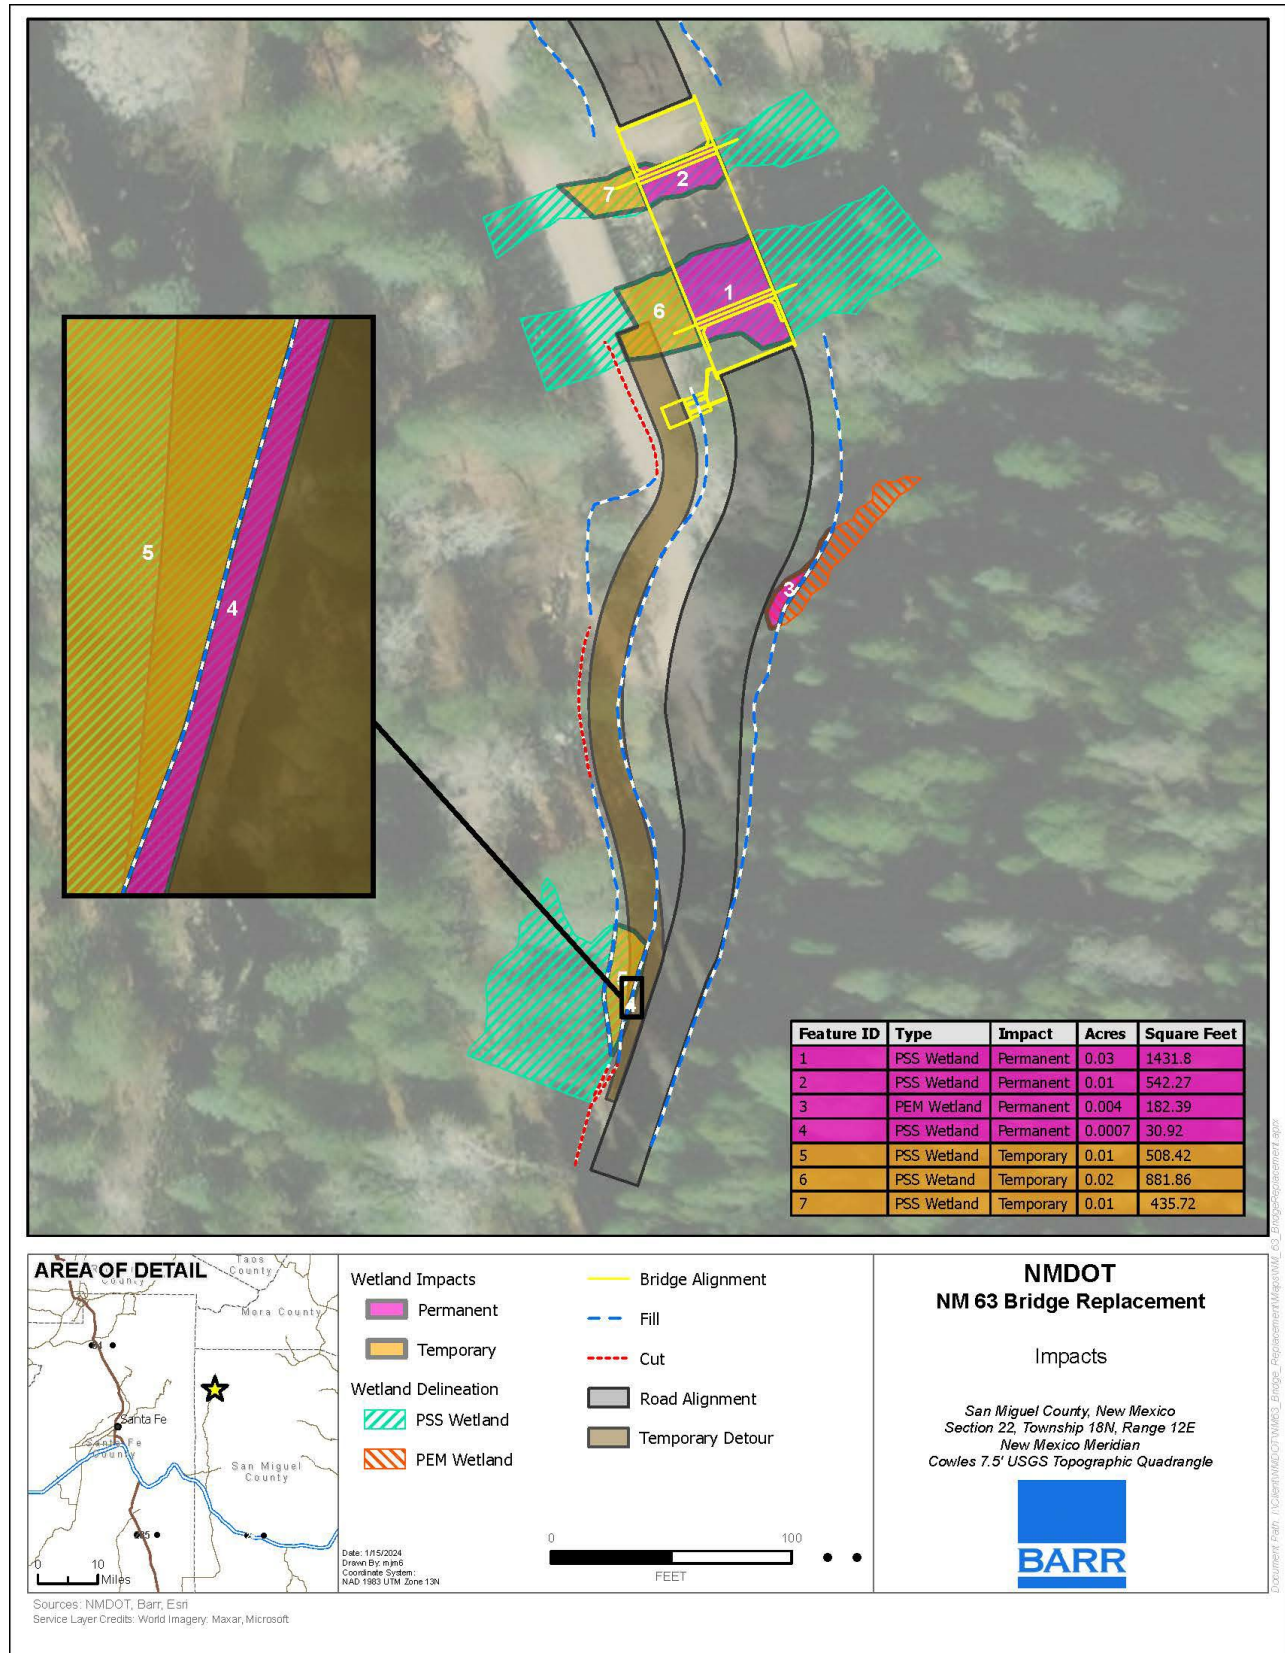 7
2
1
6
5
4
3
4
Feature ID Type Impact Acres Square Feet
1 PSS Wetland Permanent 0.03 1431.8
2 PSS Wetland Permanent 0.01 542.27
3 PEM Wetland Permanent 0.004 182.39
4 PSS Wetland Permanent 0.0007 30.92
5 PSS Wetland Temporary 0.01 508.42
6 PSS Wetand Temporary 0.02 881.86
7 PSS Wetland Temporary 0.01 435.72
AREA OF DETAIL
County
Taos
County
Mora County
Santa Fe
Santa Fe
County
San Miguel
County
0 10
Miles
Wetland Impacts
Permanent
Temporary
Wetland Delineation
PSS Wetland
PEM Wetland
Date: 1/15/2024
Drawn By: mjm6
Coordinate System:
NAD 1983 UTM Zone 13N
Bridge Alignment
Fill
Cut
Road Alignment
Temporary Detour
0 100
FEET
NMDOT
NM 63 Bridge Replacement
Impacts
San Miguel County, New Mexico
Section 22, Township 18N, Range 12E
New Mexico Meridian
Cowles 7.5' USGS Topographic Quadrangle
BARR
Sources: NMDOT, Barr, Esri
Service Layer Credits: World Imagery: Maxar, Microsoft